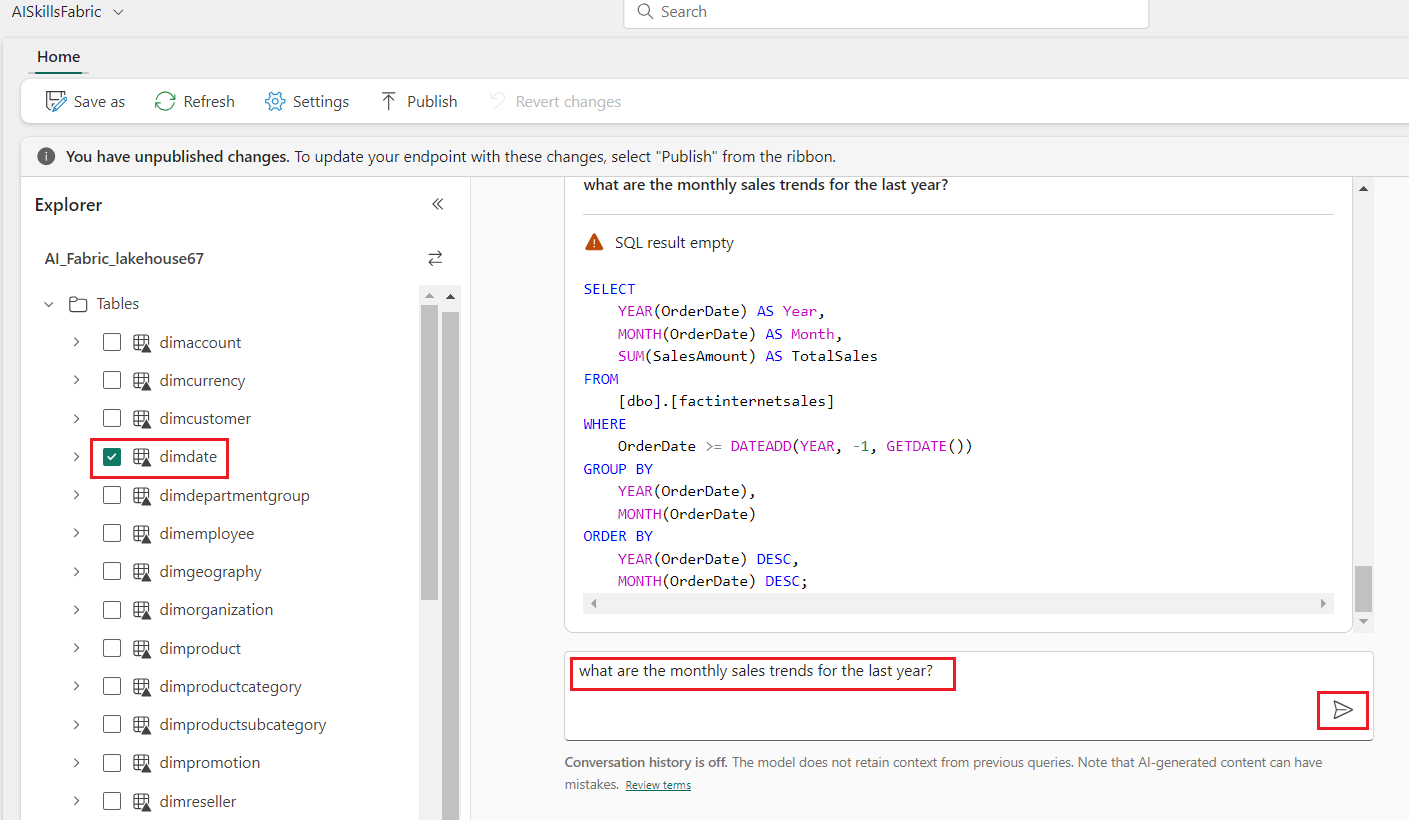 AISkillsFabric
Search
Home
Save as
Refresh
Settings
Publish
Revert changes
You have unpublished changes. To update your endpoint with these changes, select "Publish" from the ribbon.
Explorer
AI_Fabric_lakehouse67
Tables
dimaccount
dimcurrency
dimcustomer
dimdate
dimdepartmentgroup
dimemployee
dimgeography
dimorganization
dimproduct
dimproductcategory
dimproductsubcategory
dimpromotion
dimreseller
what are the monthly sales trends for the last year?
SQL result empty
SELECT
YEAR(OrderDate) AS Year,
MONTH(OrderDate) AS Month,
SUM(SalesAmount) AS TotalSales
FROM
[dbo].[factinternetsales]
WHERE
OrderDate >= DATEADD(YEAR, -1, GETDATE())
GROUP BY
YEAR(OrderDate),
MONTH(OrderDate)
ORDER BY
YEAR(OrderDate) DESC,
MONTH(OrderDate) DESC;
what are the monthly sales trends for the last year?
Conversation history is off. The model does not retain context from previous queries. Note that AI-generated content can have
mistakes. Review terms